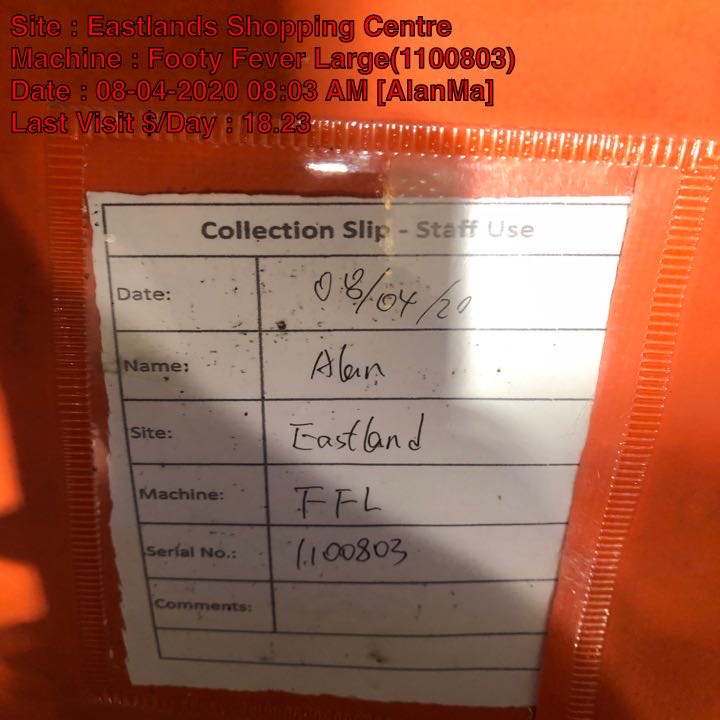 Site : Eastlands Shopping Centre
Machine : Footy Fever Large(1100803)
Date : 08-04-2020 08:03 AM [AlanMa]
Last Visit $/Day : 18.23
Collection Slip - Staff Use
Date: 08/04/20
Name: Alan
Site: Eastland
Machine: FFL
Serial No.: 1100803
Comments: